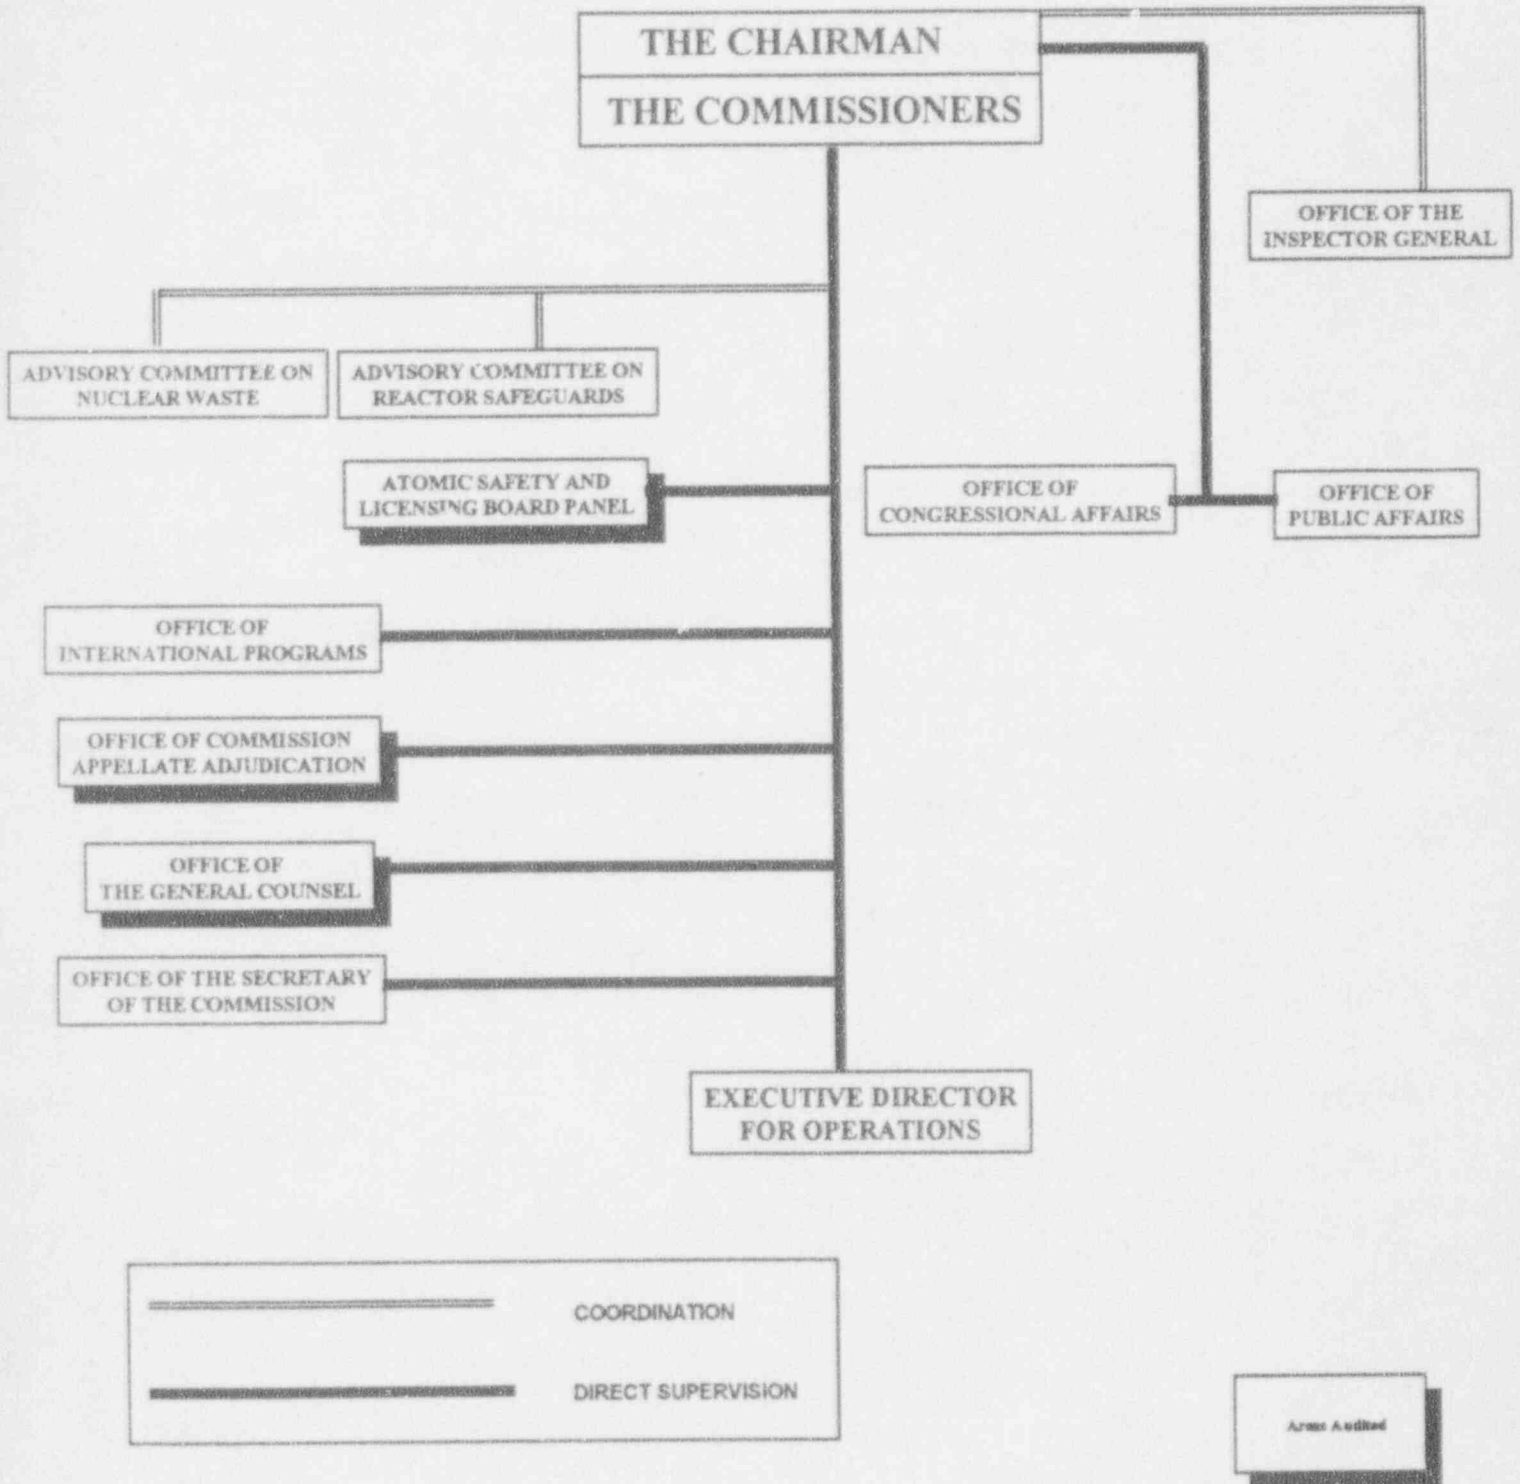 THE CHAIRMAN
THE COMMISSIONERS
OFFICE OF THE
INSPECTOR GENERAL
ADVISORY COMMITTEE ON
NUCLEAR WASTE
ADVISORY COMMITTEE ON
REACTOR SAFEGUARDS
ATOMIC SAFETY AND
LICENSING BOARD PANEL
OFFICE OF
CONGRESSIONAL AFFAIRS
OFFICE OF
PUBLIC AFFAIRS
OFFICE OF
INTERNATIONAL PROGRAMS
OFFICE OF COMMISSION
APPELLATE ADJUDICATION
OFFICE OF
THE GENERAL COUNSEL
OFFICE OF THE SECRETARY
OF THE COMMISSION
EXECUTIVE DIRECTOR
FOR OPERATIONS
COORDINATION
DIRECT SUPERVISION
Areas Audited